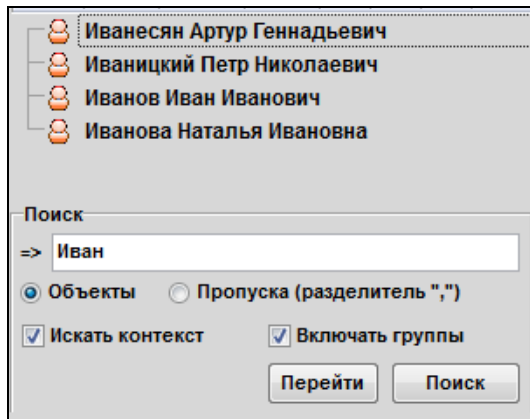 Иванесян Артур Геннадьевич
Иваницкий Петр Николаевич
Иванов Иван Иванович
Иванова Наталья Ивановна
Поиск
=> Иван
Объекты Пропуска (разделитель ",")
Искать контекст Включать группы
Перейти Поиск